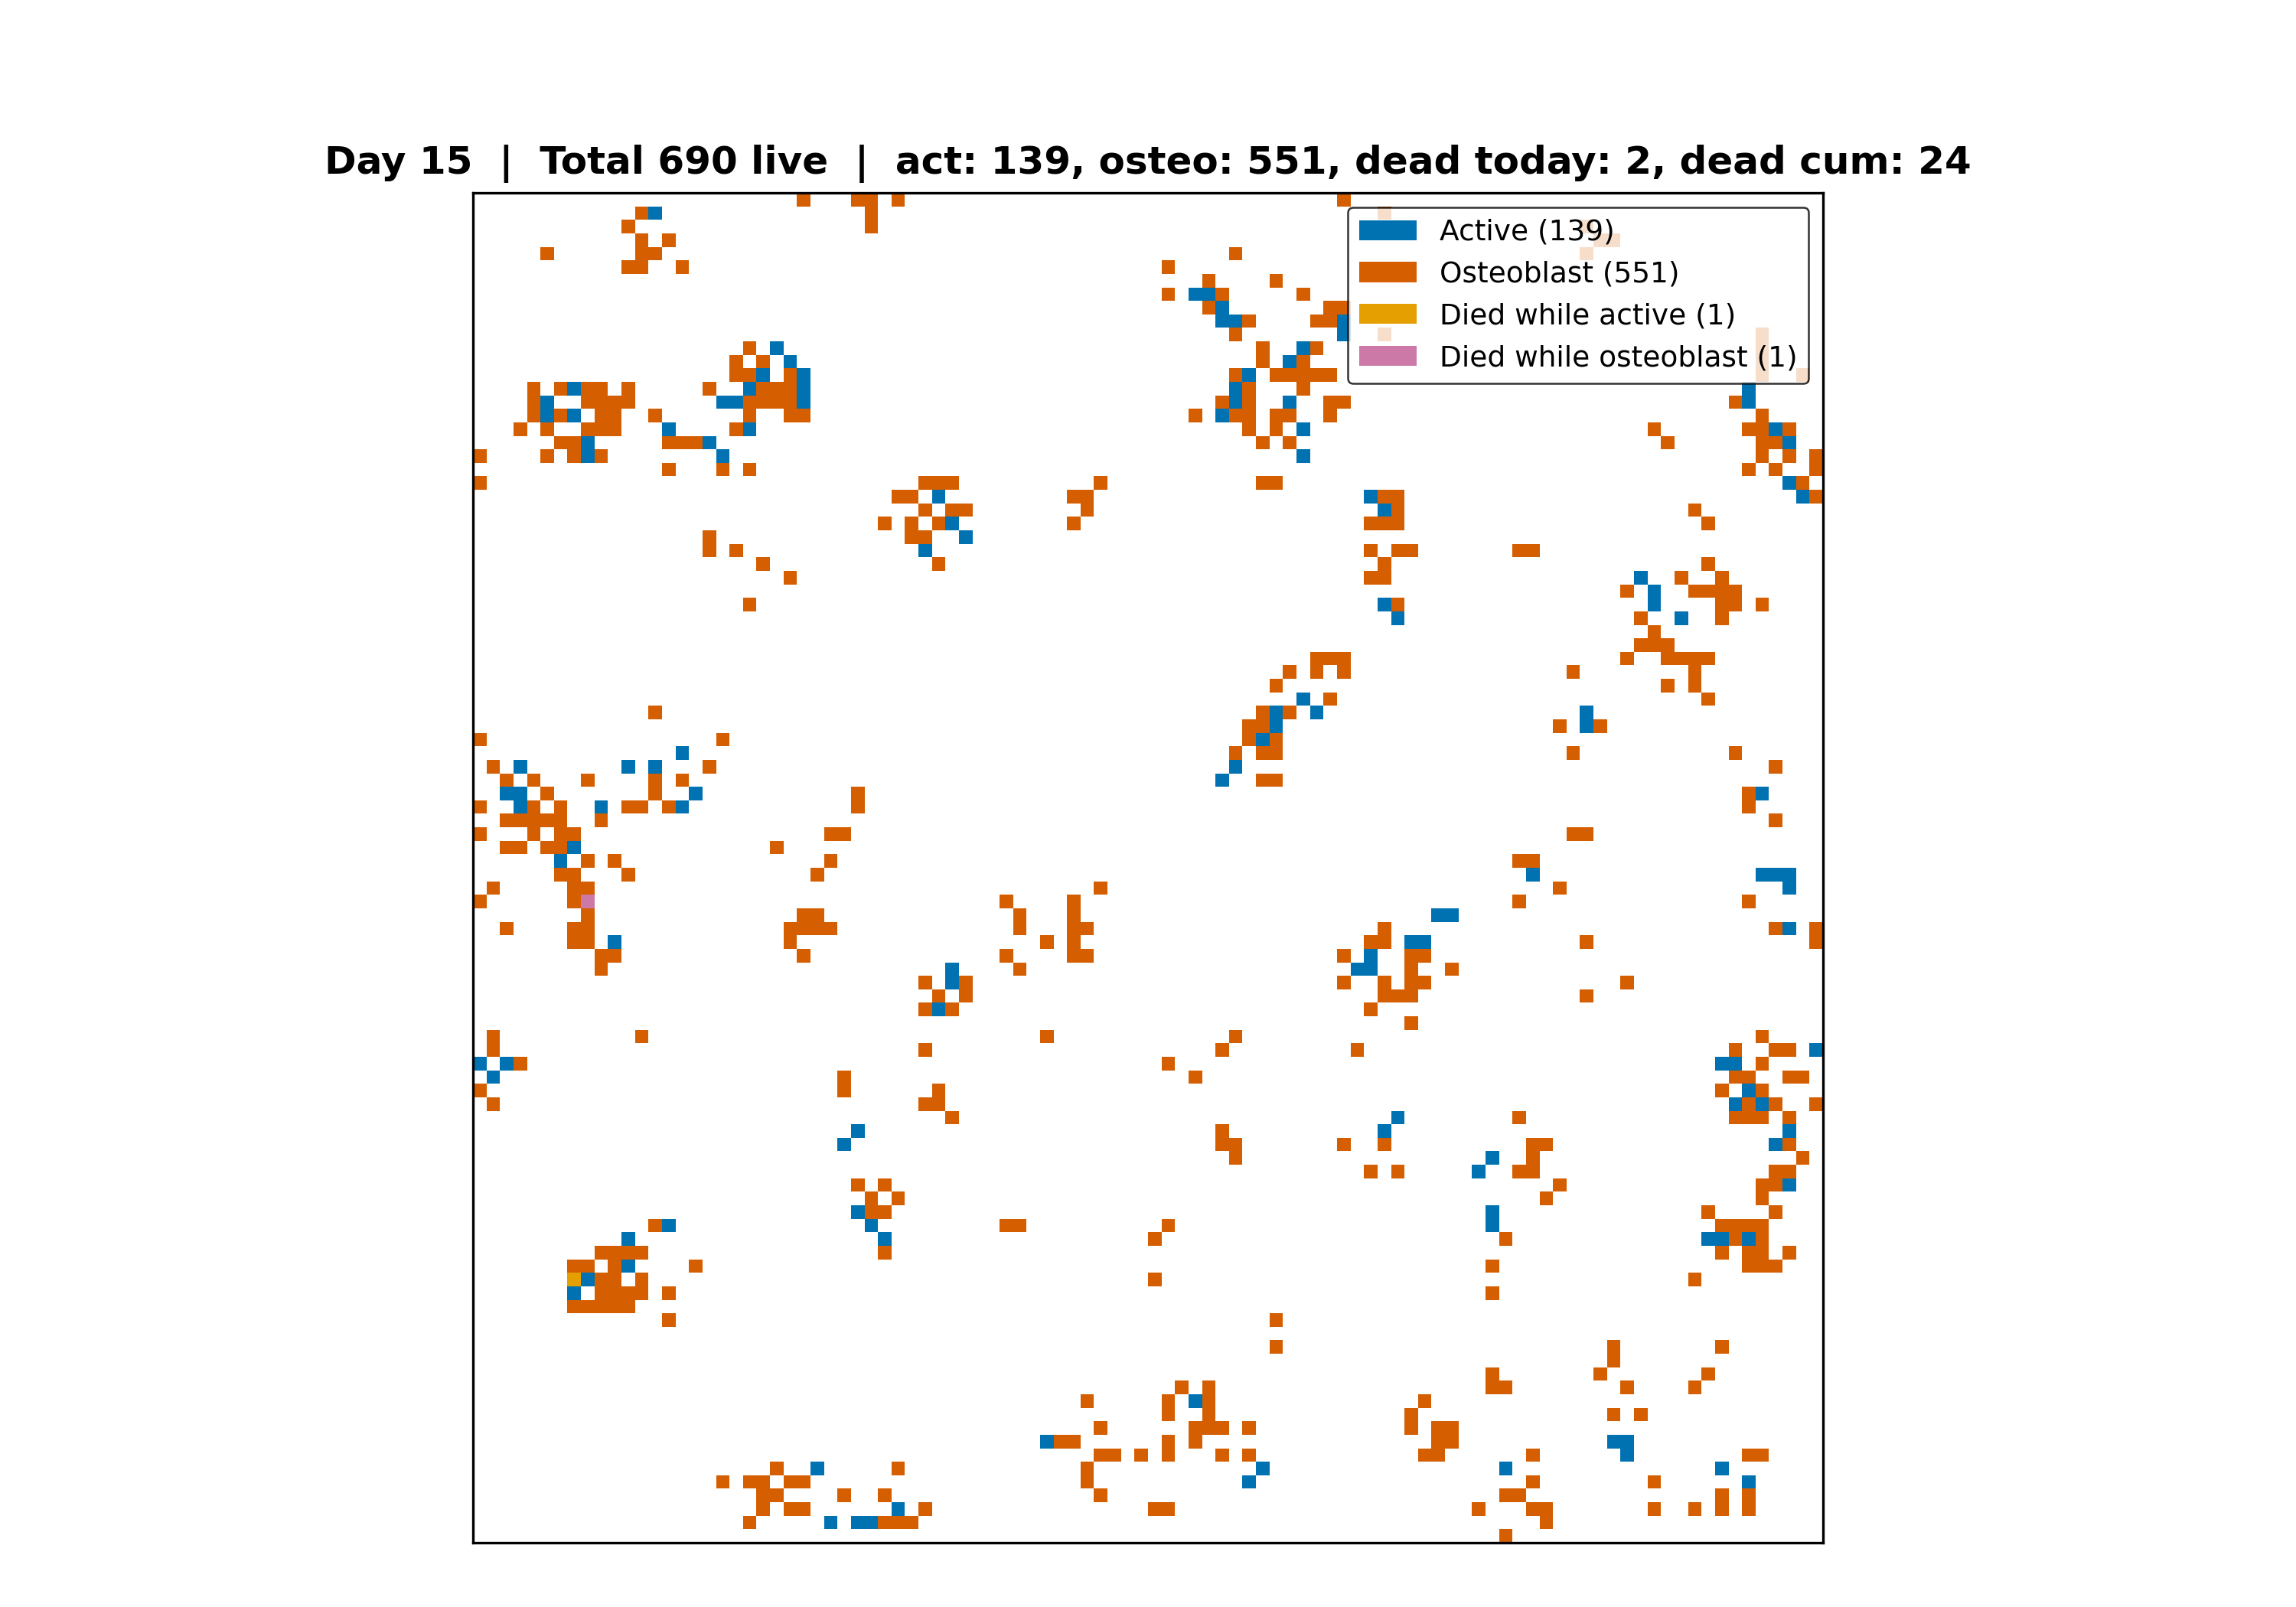 Day 15 | Total 690 live | act: 139, osteo: 551, dead today: 2, dead cum: 24
Active (139)
Osteoblast (551)
Died while active (1)
Died while osteoblast (1)